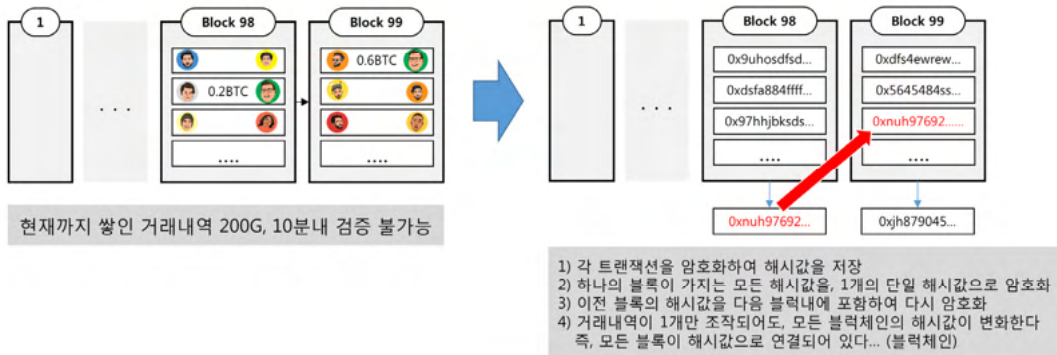 1
Block 98
Block 99
0.6BTC
0.2BTC
. . .
....
....
현재까지 쌓인 거래내역 200G, 10분내 검증 불가능
1
Block 98
Block 99
0x9uhosdfsd...
0xdfs4ewrew...
0xdsfa884ffff...
0x5645484ss...
. . .
0x97hhjbksds...
0xnuh97692......
....
....
0xnuh97692...
0xjh879045...
1) 각 트랜잭션을 암호화하여 해시값을 저장
2) 하나의 블록이 가지는 모든 해시값을, 1개의 단일 해시값으로 암호화
3) 이전 블록의 해시값을 다음 블럭내에 포함하여 다시 암호화
4) 거래내역이 1개만 조작되어도, 모든 블럭체인의 해시값이 변화한다
즉, 모든 블록이 해시값으로 연결되어 있다... (블럭체인)